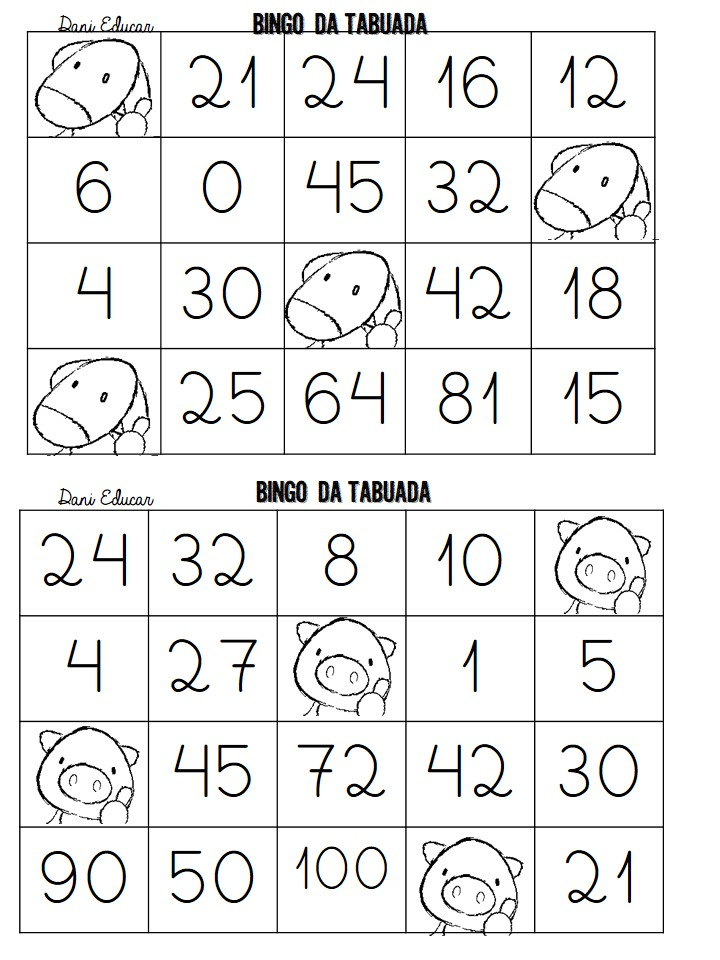 Dani Educar BINGO DA TABUADA
21 24 16 12
6 0 45 32
4 30 42 18
25 64 81 15
Dani Educar BINGO DA TABUADA
24 32 8 10
4 27 1 5
45 72 42 30
90 50 100 21